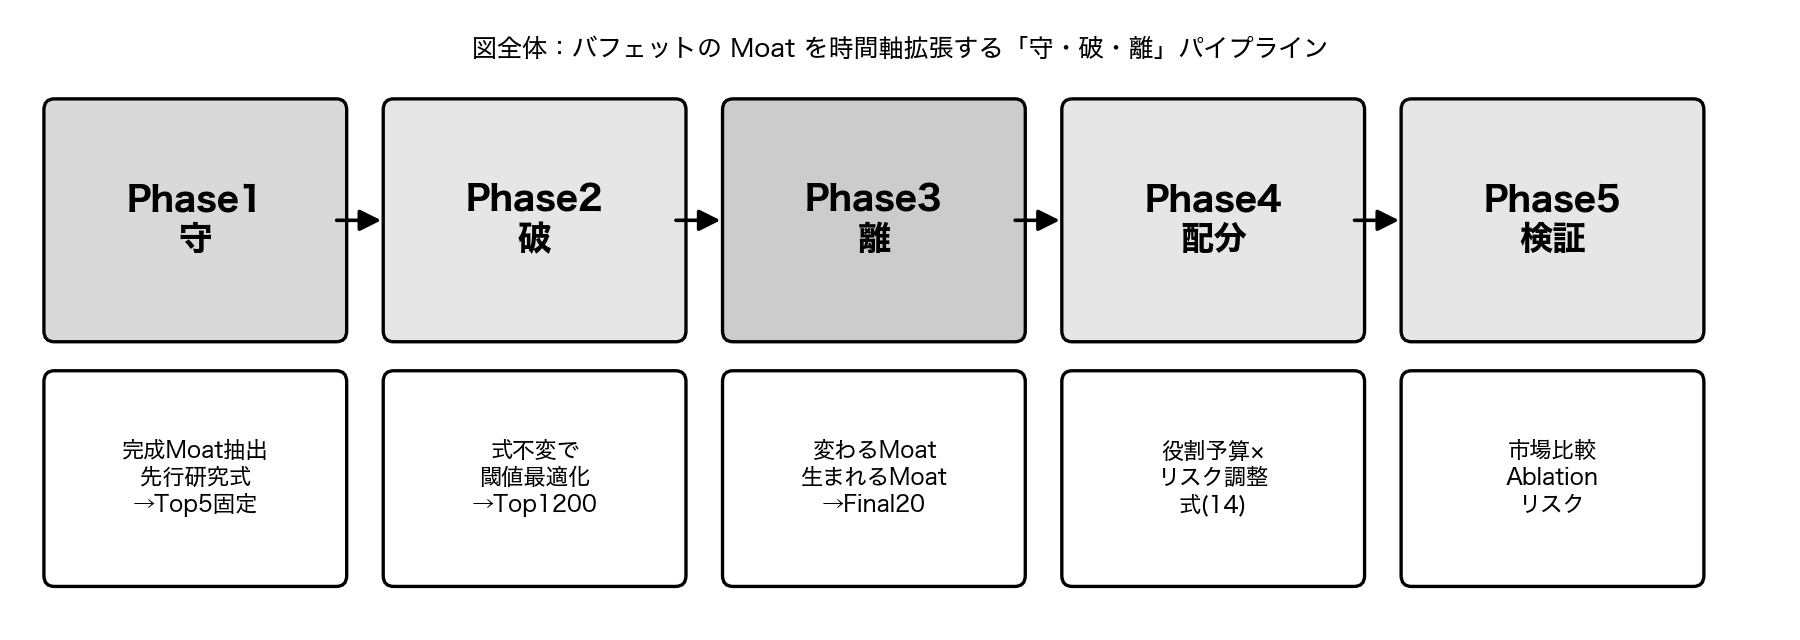 図全体：バフェットの Moat を時間軸拡張する「守・破・離」パイプライン
Phase1
守
Phase2
破
Phase3
離
Phase4
配分
Phase5
検証
完成Moat抽出
先行研究式
→Top5固定
式不変で
閾値最適化
→Top1200
変わるMoat
生まれるMoat
→Final20
役割予算×
リスク調整
式(14)
市場比較
Ablation
リスク